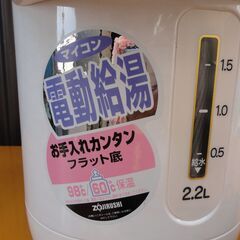 マイコン
電動給湯
お手入れカンタン
フラット底
98℃ 60℃保温
ZOJIRUSHI
1.5
1.0
0.5
給水
2.2L